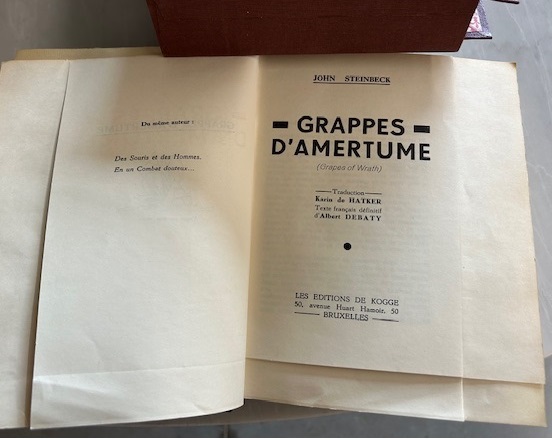 Du même auteur :
Des Souris et des Hommes.
En un Combat douteux...
JOHN STEINBECK
GRAPPES
D'AMERTUME
(Grapes of Wrath)
Traduction
Karin de HATKER
Texte français définitif
d'Albert DEBATY
LES EDITIONS DE KOGGE
50, avenue Huart Hamoir, 50
BRUXELLES